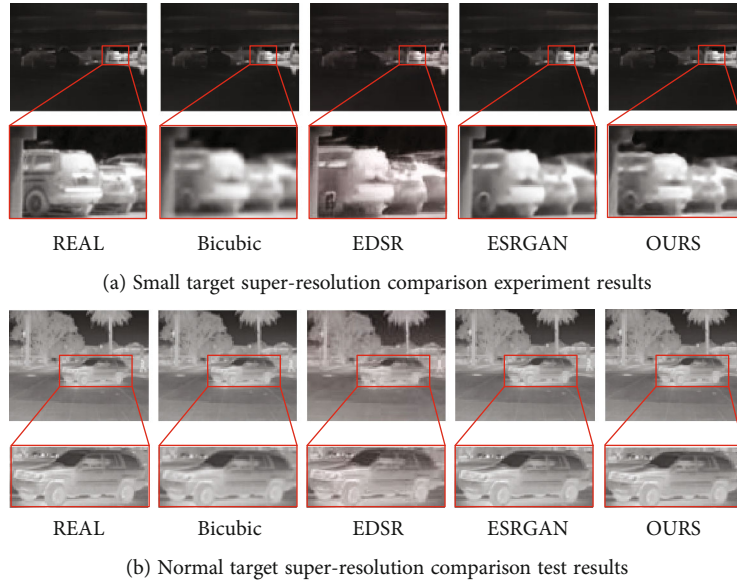 REAL Bicubic EDSR ESRGAN OURS
(a) Small target super-resolution comparison experiment results
REAL Bicubic EDSR ESRGAN OURS
(b) Normal target super-resolution comparison test results